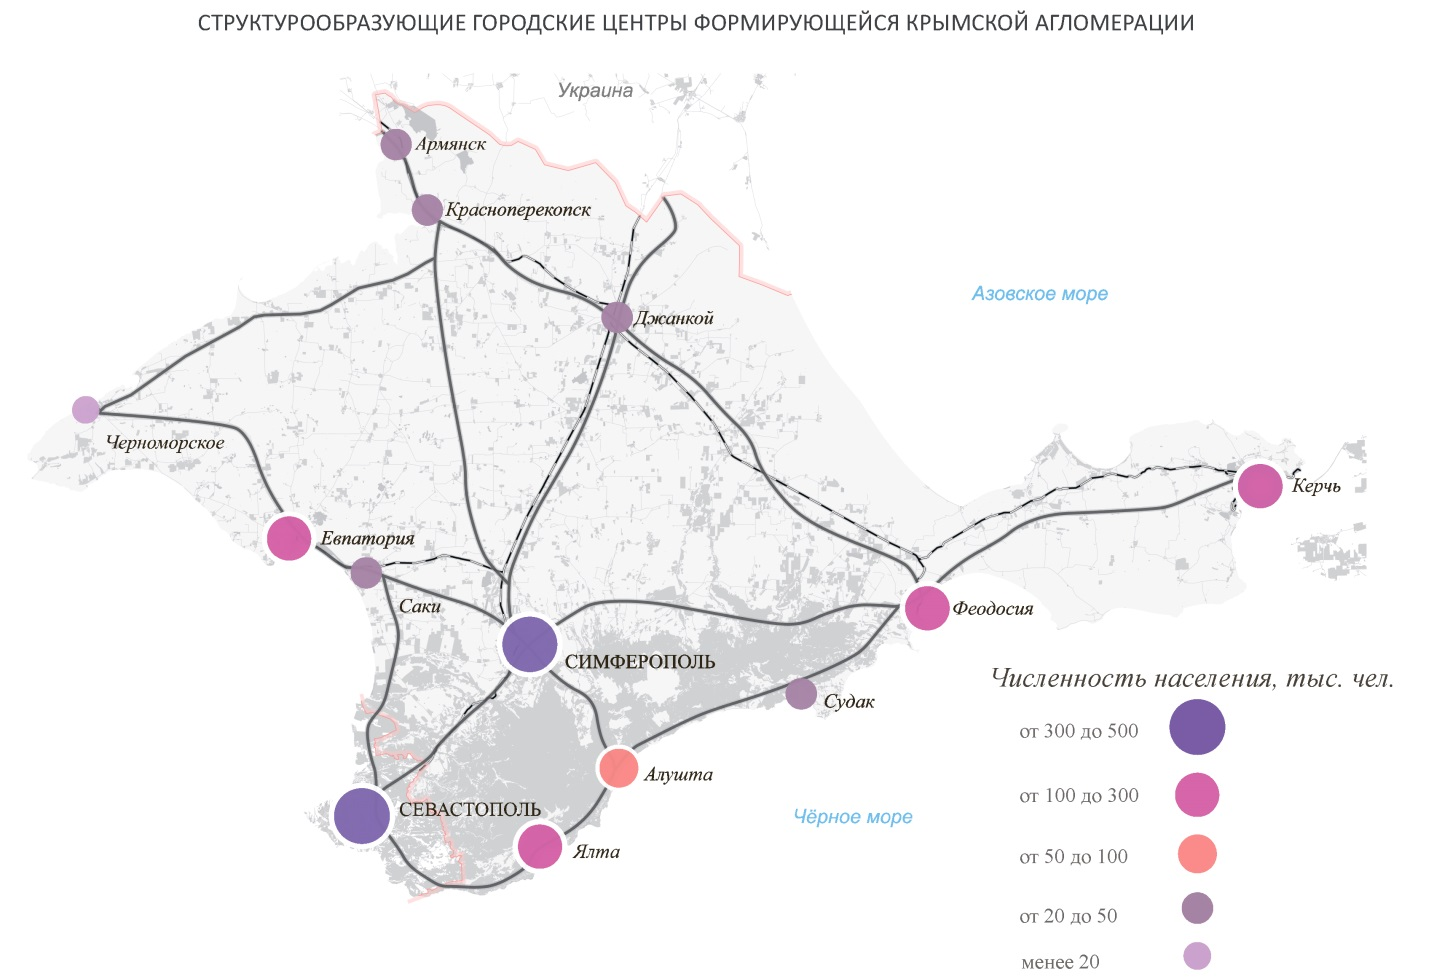 СТРУКТУРООБРАЗУЮЩИЕ ГОРОДСКИЕ ЦЕНТРЫ ФОРМИРУЮЩЕЙСЯ КРЫМСКОЙ АГЛОМЕРАЦИИ
Украина
Армянск
Красноперекопск
Азовское море
Джанкой
Черноморское
Керчь
Евпатория
Саки
Феодосия
СИМФЕРОПОЛЬ
Судак
Алушта
СЕВАСТОПОЛЬ
Чёрное море
Ялта
Численность населения, тыс. чел.
от 300 до 500
от 100 до 300
от 50 до 100
от 20 до 50
менее 20